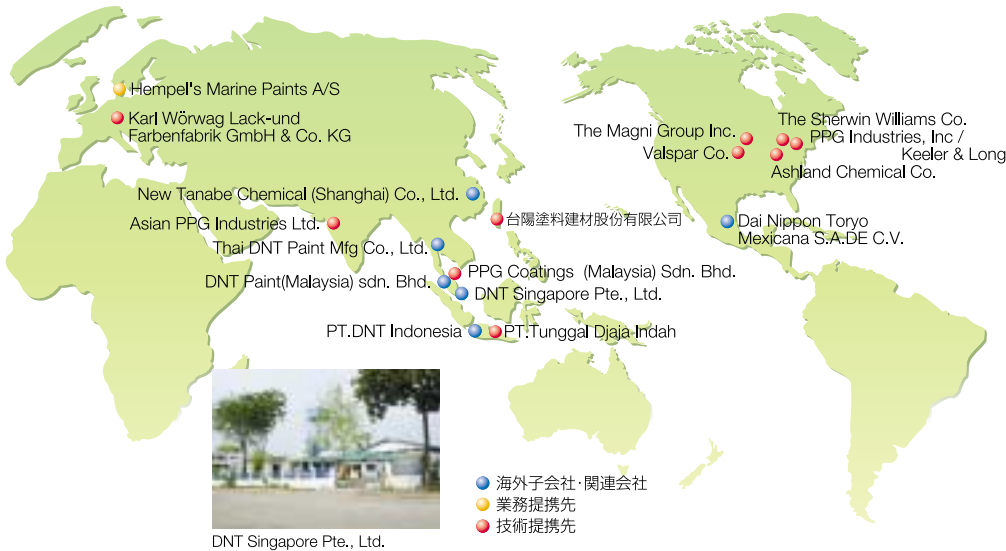 Hempel's Marine Paints A/S
Karl Wörwag Lack-und
Farbenfabrik GmbH & Co. KG
The Magni Group Inc.
Valspar Co.
The Sherwin Williams Co.
PPG Industries, Inc /
Keeler & Long
Ashland Chemical Co.
New Tanabe Chemical (Shanghai) Co., Ltd.
Asian PPG Industries Ltd.
台陽塗料建材股份有限公司
Dai Nippon Toryo
Mexicana S.A.DE C.V.
Thai DNT Paint Mfg Co., Ltd.
PPG Coatings (Malaysia) Sdn. Bhd.
DNT Paint(Malaysia) sdn. Bhd.
DNT Singapore Pte., Ltd.
PT.DNT Indonesia
PT.Tunggal Djaja Indah
海外子会社・関連会社
業務提携先
技術提携先
DNT Singapore Pte., Ltd.